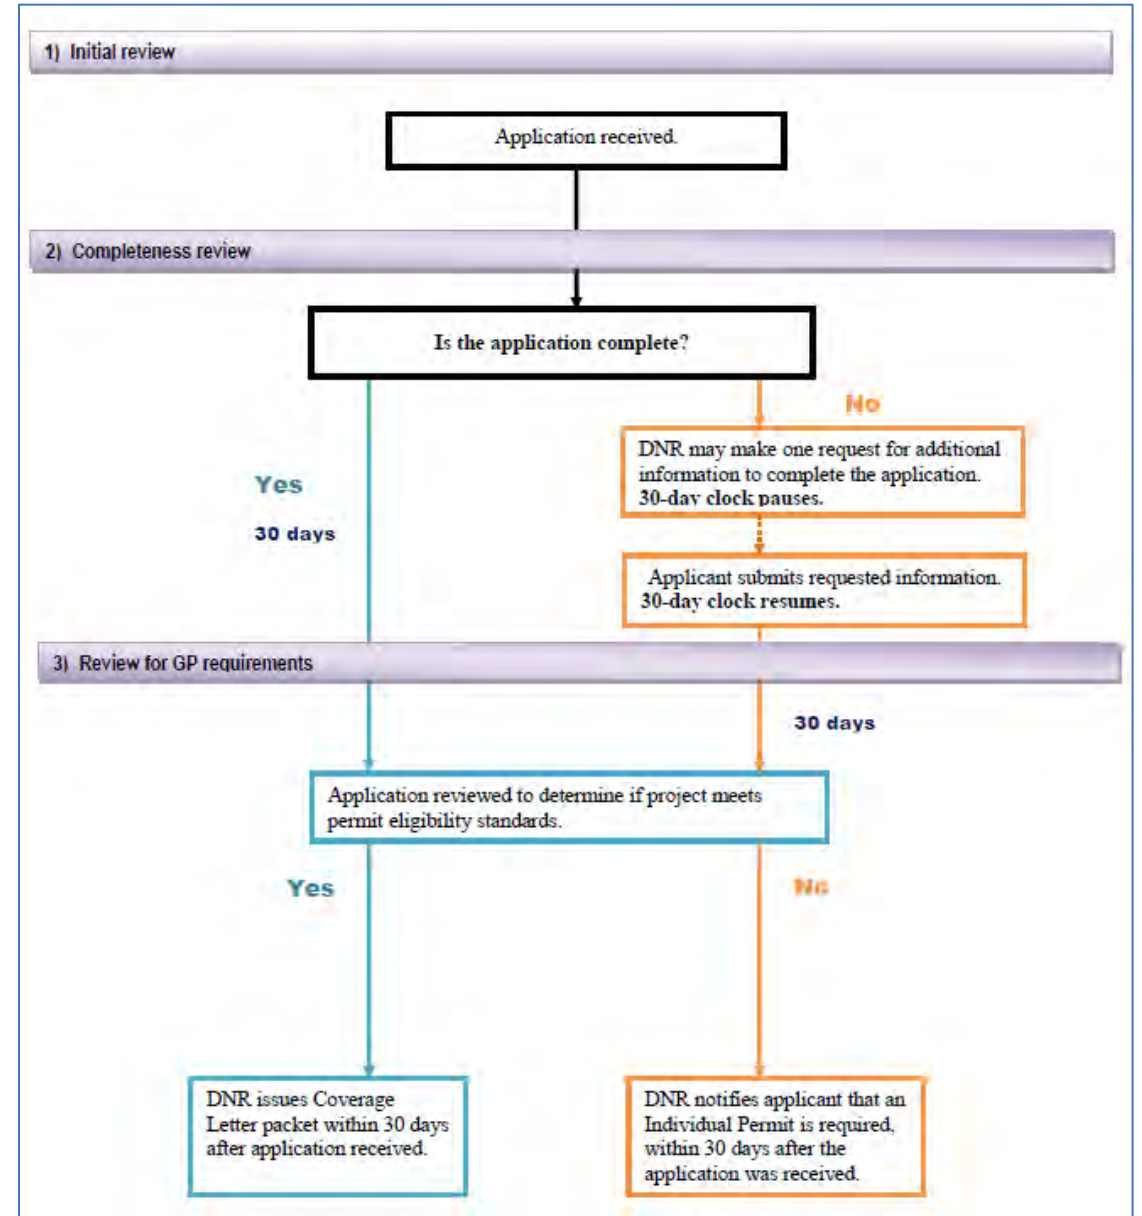 1) Initial review
Application received.
2) Completeness review
Is the application complete?
No
DNR may make one request for additional
information to complete the application.
30-day clock pauses.
Yes
30 days
Applicant submits requested information.
30-day clock resumes.
3) Review for GP requirements
30 days
Application reviewed to determine if project meets
permit eligibility standards.
Yes
No
DNR issues Coverage
Letter packet within 30 days
after application received.
DNR notifies applicant that an
Individual Permit is required,
within 30 days after the
application was received.